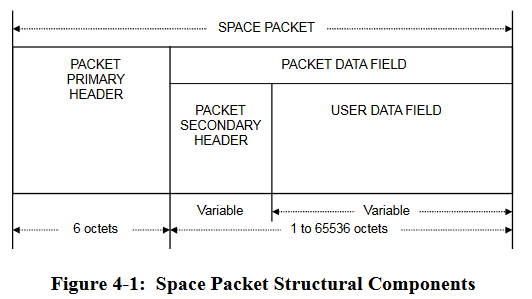 SPACE PACKET
PACKET
PRIMARY
HEADER
PACKET DATA FIELD
PACKET
SECONDARY
HEADER
USER DATA FIELD
Variable
Variable
6 octets
1 to 65536 octets
Figure 4-1: Space Packet Structural Components